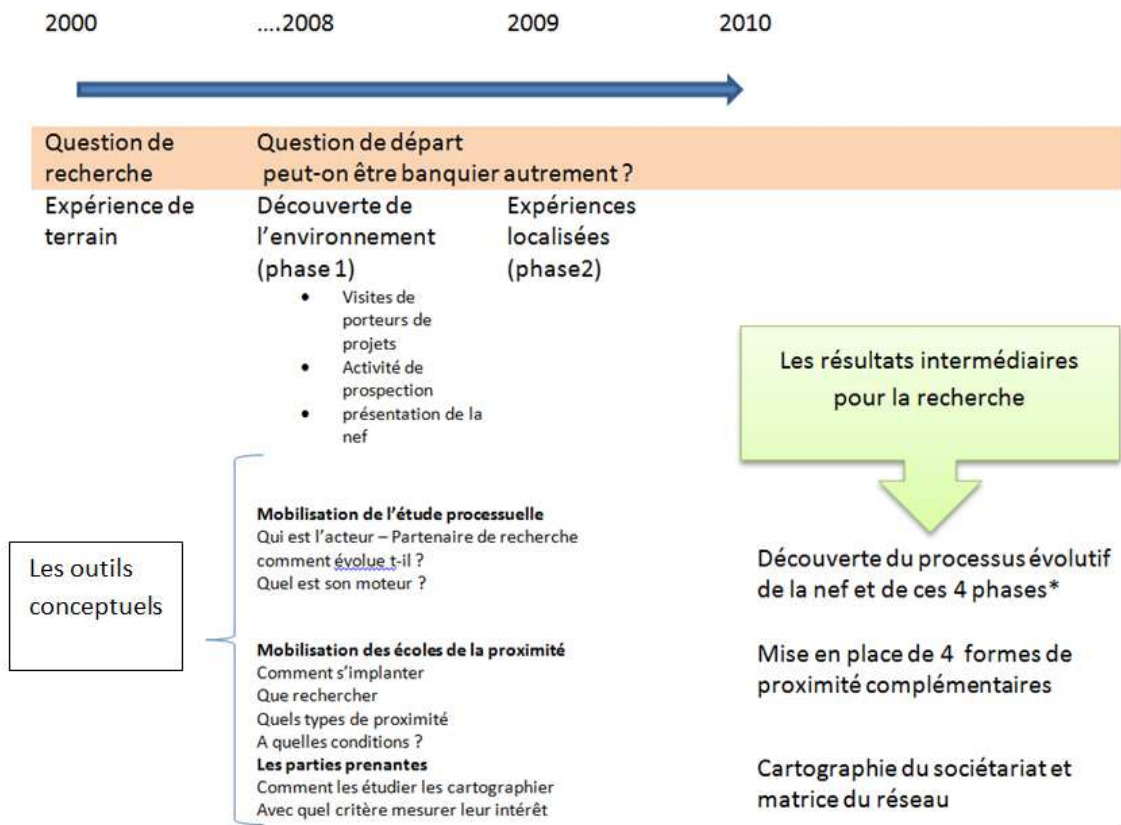 2000 ….2008 2009 2010
Question de recherche
Question de départ
peut-on être banquier autrement ?
Expérience de
terrain
Découverte de
l’environnement
(phase 1)
Expériences
localisées
(phase2)
• Visites de
porteurs de
projets
• Activité de
prospection
• présentation de la
nef
Les résultats intermédiaires
pour la recherche
Les outils
conceptuels
Mobilisation de l’étude processuelle
Qui est l’acteur – Partenaire de recherche
comment évolue t-il ?
Quel est son moteur ?
Mobilisation des écoles de la proximité
Comment s’implanter
Que rechercher
Quels types de proximité
A quelles conditions ?
Les parties prenantes
Comment les étudier les cartographier
Avec quel critère mesurer leur intérêt
Découverte du processus évolutif
de la nef et de ces 4 phases*
Mise en place de 4 formes de
proximité complémentaires
Cartographie du sociétariat et
matrice du réseau